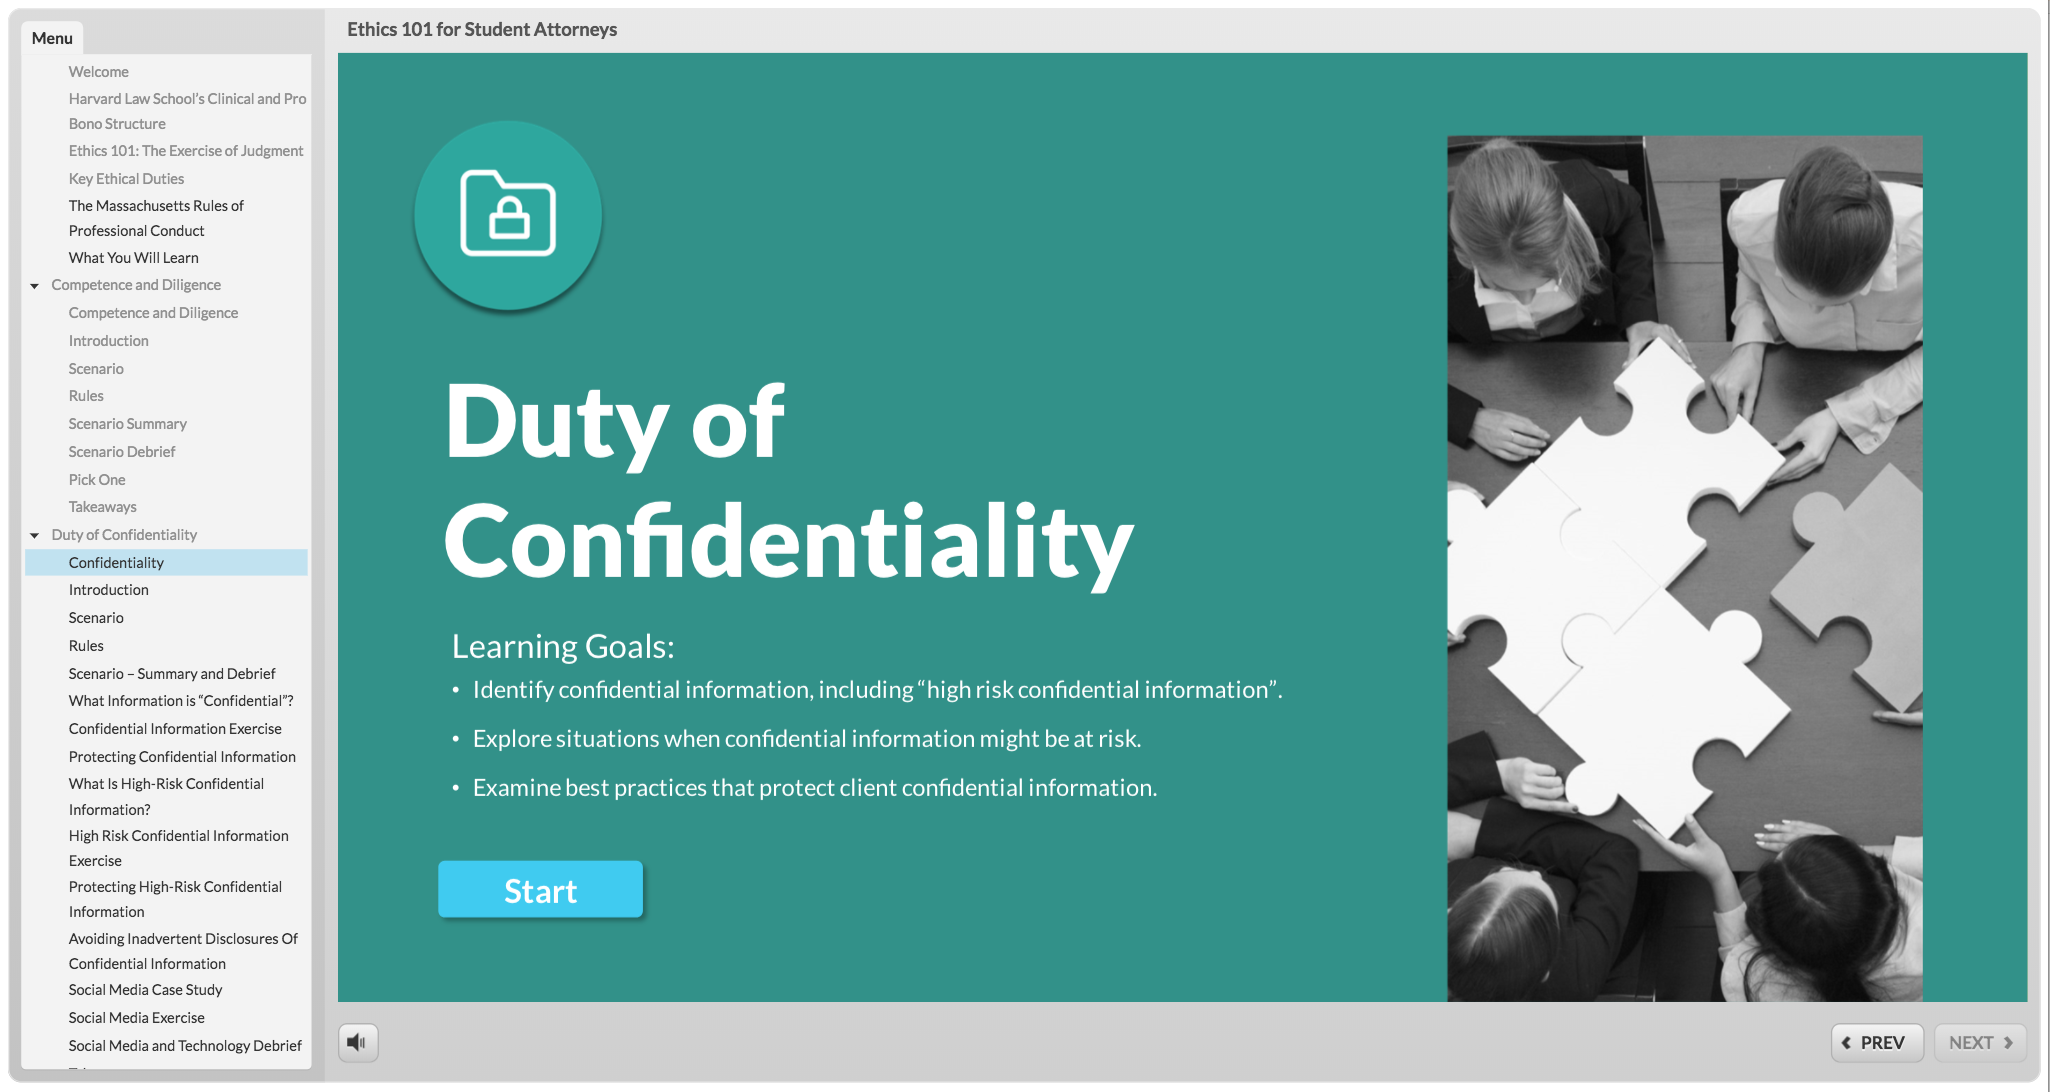 Menu
Welcome
Harvard Law School's Clinical and Pro
Bono Structure
Ethics 101: The Exercise of Judgment
Key Ethical Duties
The Massachusetts Rules of
Professional Conduct
What You Will Learn
Competence and Diligence
Competence and Diligence
Introduction
Scenario
Rules
Scenario Summary
Scenario Debrief
Pick One
Takeaways
Duty of Confidentiality
Confidentiality
Introduction
Scenario
Rules
Scenario – Summary and Debrief
What Information is “Confidential”?
Confidential Information Exercise
Protecting Confidential Information
What Is High-Risk Confidential
Information?
High Risk Confidential Information
Exercise
Protecting High-Risk Confidential
Information
Avoiding Inadvertent Disclosures Of
Confidential Information
Social Media Case Study
Social Media Exercise
Social Media and Technology Debrief
Ethics 101 for Student Attorneys
Duty of
Confidentiality
Learning Goals:
• Identify confidential information, including “high risk confidential information”.
• Explore situations when confidential information might be at risk.
• Examine best practices that protect client confidential information.
Start
PREV
NEXT